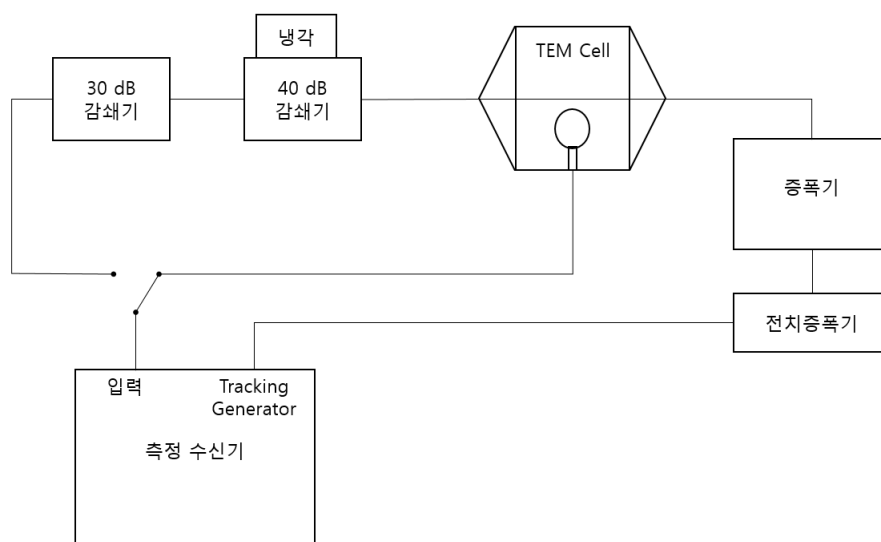 냉각
30 dB
감쇄기
40 dB
감쇄기
TEM Cell
증폭기
전치증폭기
입력
Tracking
Generator
측정 수신기